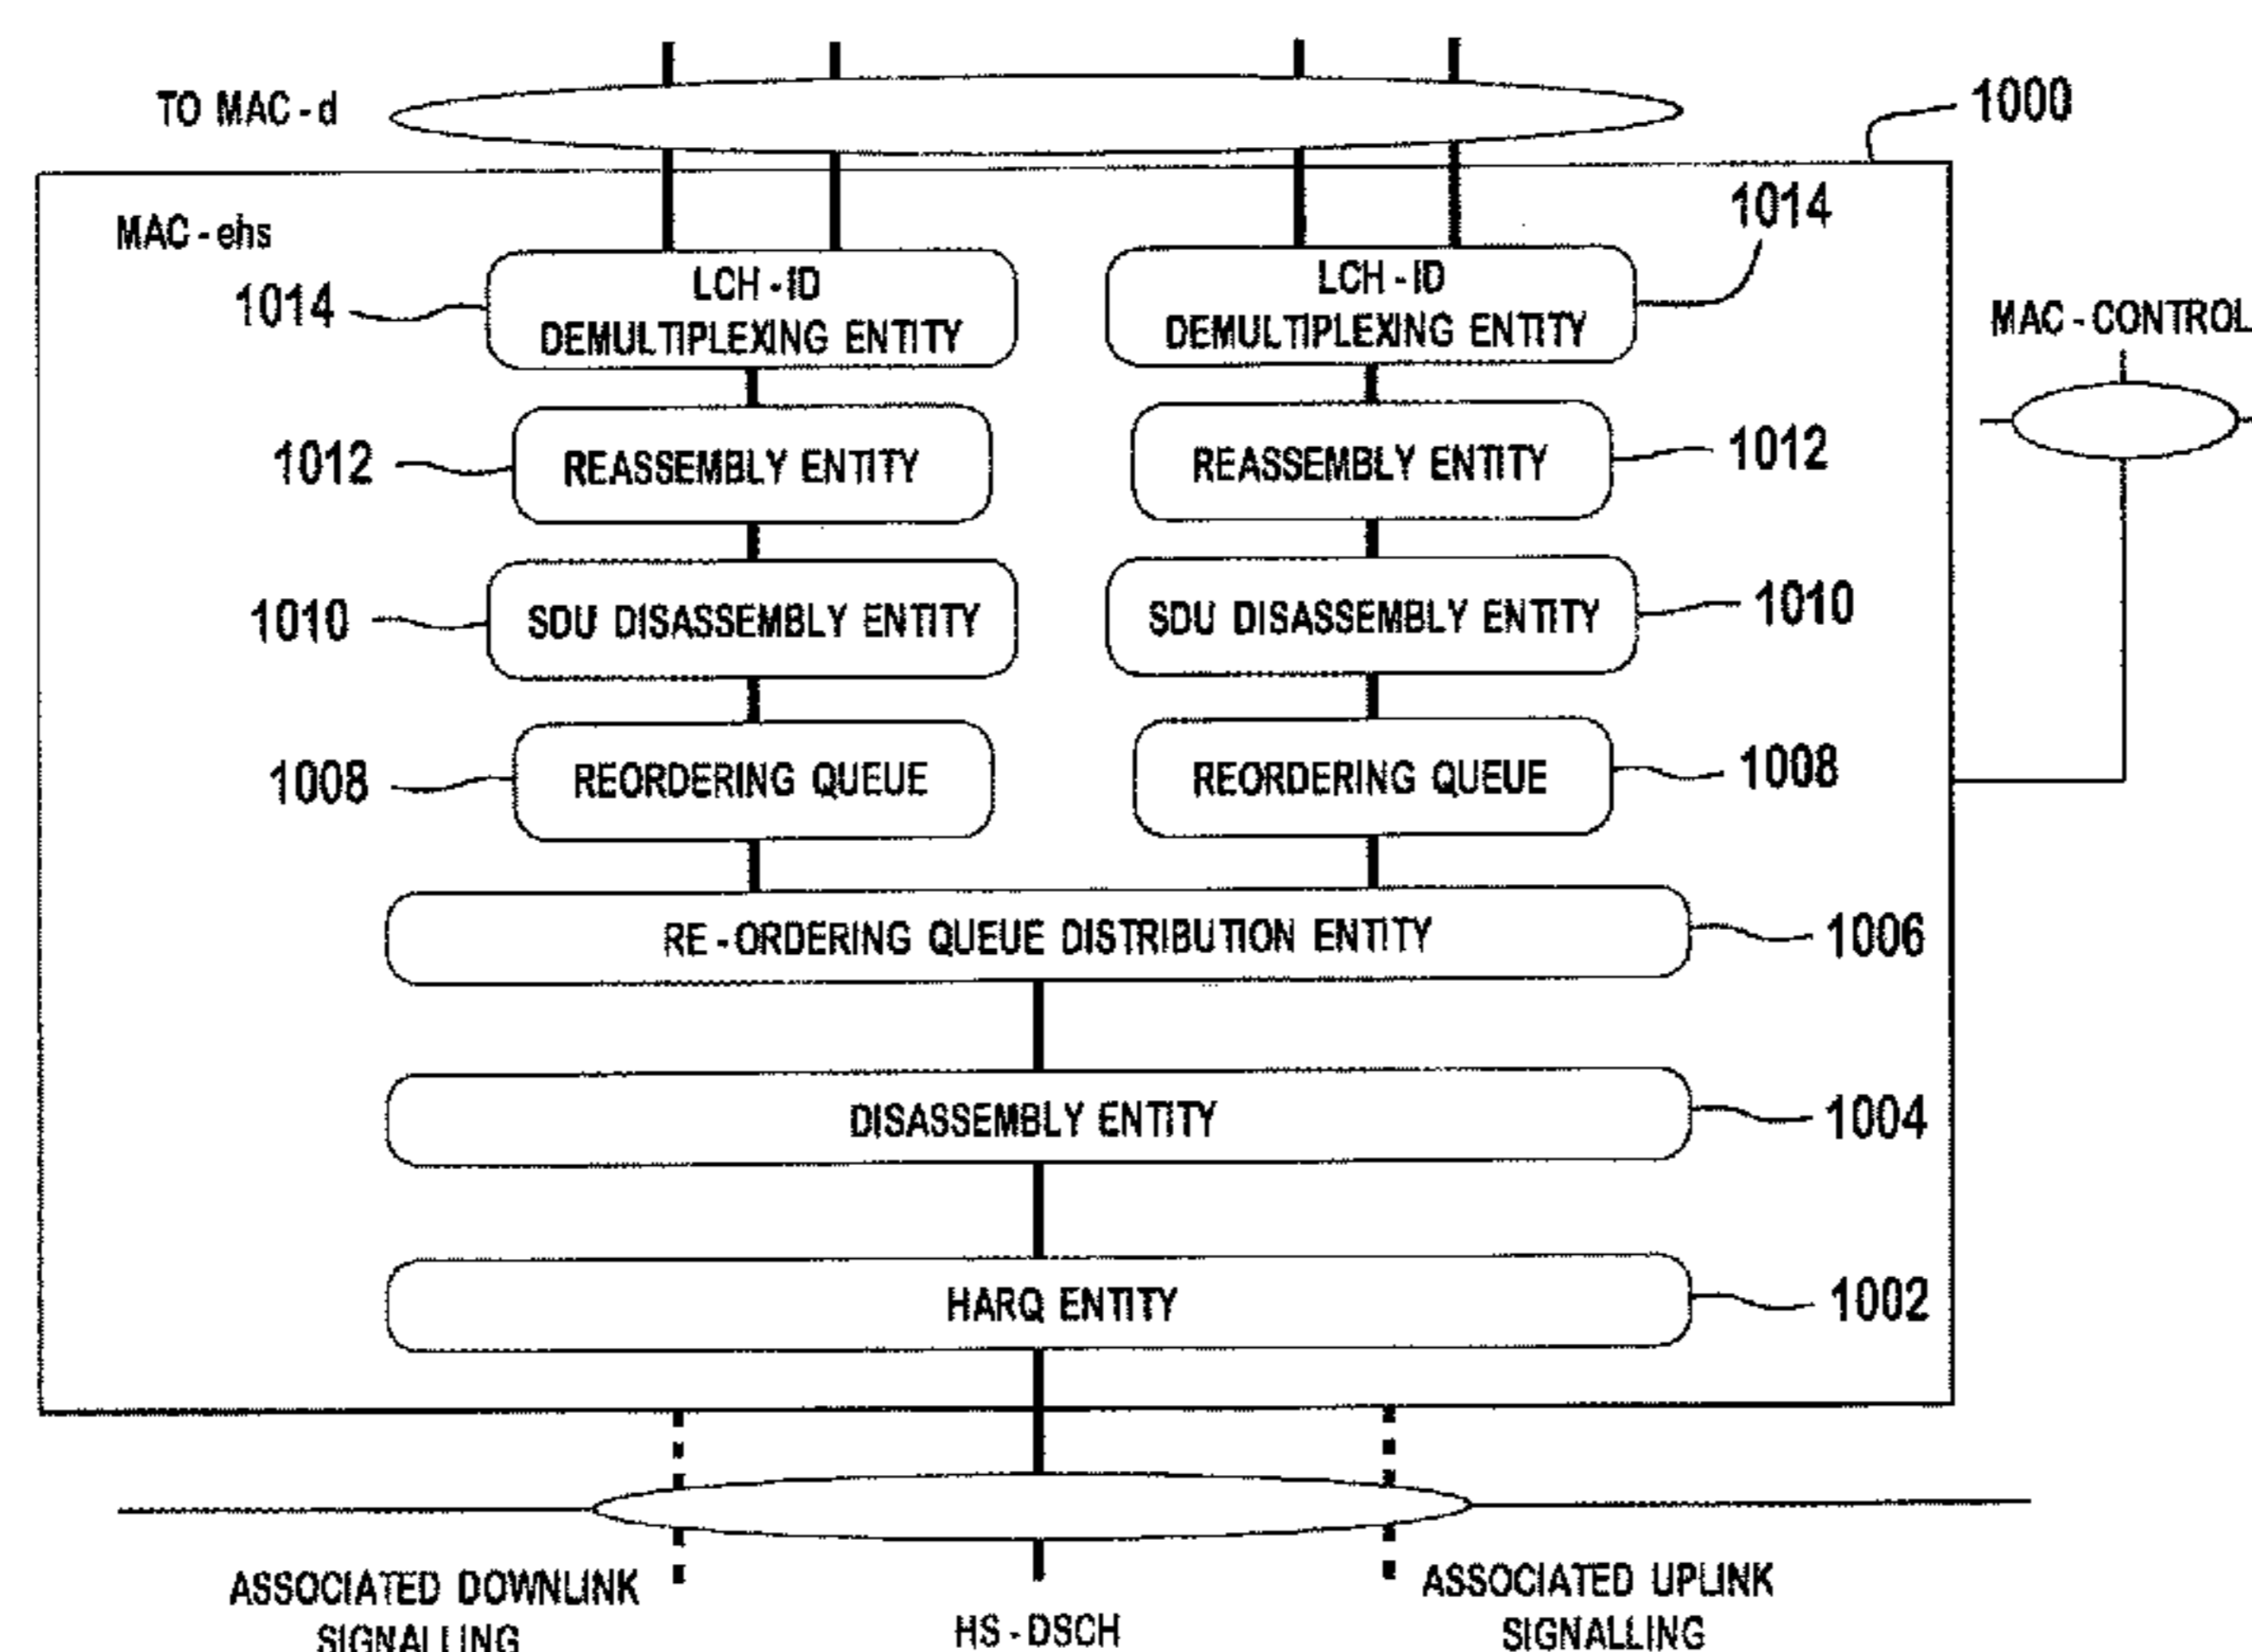 TO MAC-d
1000
MAC-ehs
1014
LCH-ID
DEMULTIPLEXING ENTITY
LCH-ID
DEMULTIPLEXING ENTITY
1014
MAC-CONTROL
1012
REASSEMBLY ENTITY
REASSEMBLY ENTITY
1012
1010
SDU DISASSEMBLY ENTITY
SDU DISASSEMBLY ENTITY
1010
1008
REORDERING QUEUE
REORDERING QUEUE
1008
RE-ORDERING QUEUE DISTRIBUTION ENTITY
1006
DISASSEMBLY ENTITY
1004
HARQ ENTITY
1002
ASSOCIATED DOWNLINK
SIGNALLING
HS-DSCH
ASSOCIATED UPLINK
SIGNALLING